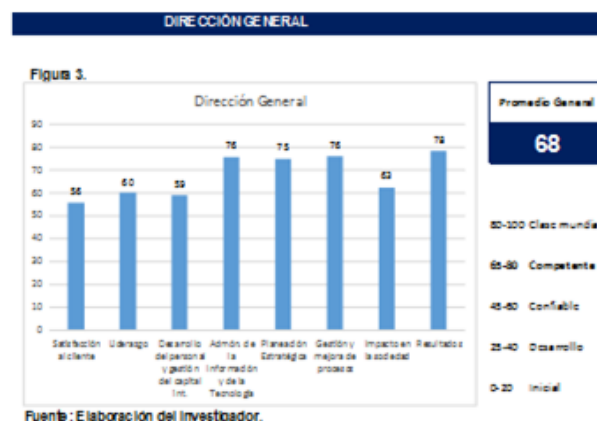 DIRECCIÓN GENERAL
Figura 3.
Dirección General
Promedio General
68
90
80
70
60
50
40
30
20
10
0
56
60
59
76
75
76
63
78
Satisfacción
al cliente
Liderazgo
Desarrollo
del personal
y gestión
del capital
Int.
Admón de
la
Información
y de la
Tecnología
Planeación
Estratégica
Gestión y
mejora de
procesos
Impacto en
la sociedad
Resultados
80-100 Clase mundia
65-80 Competente
45-60 Confiable
25-40 Desarrollo
0-20 Inicial
Fuente: Elaboración del Investigador.